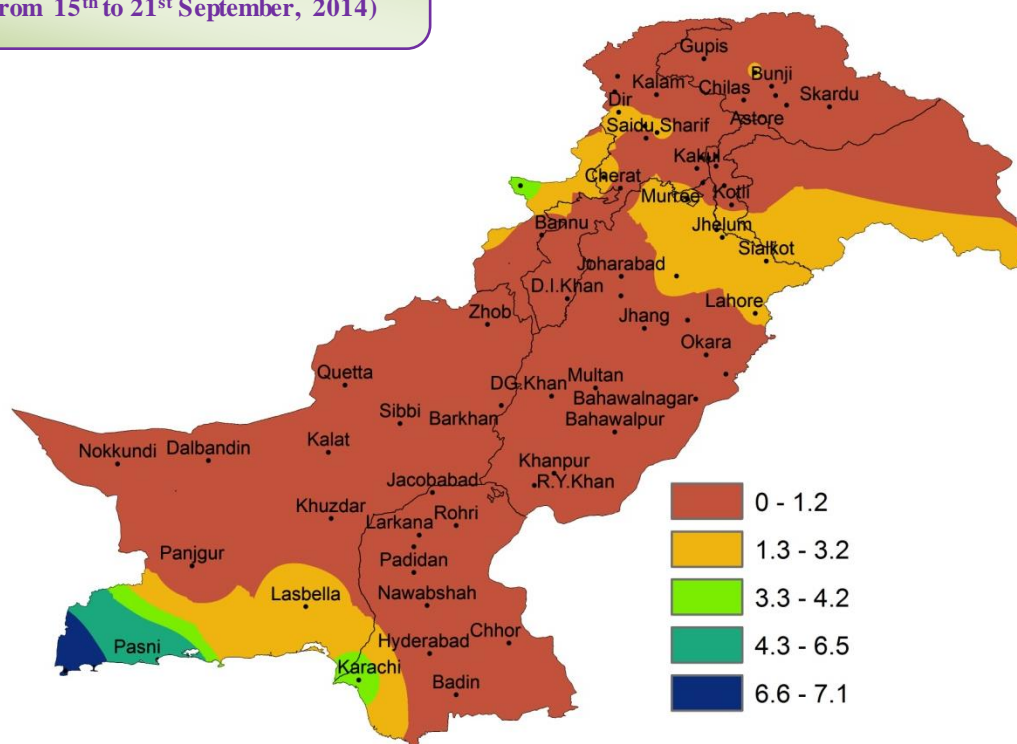 rom 15th to 21st September, 2014)
Gupis
Bunji
Kalam
Chilas
Skardu
Dir
Astore
Saidu Sharif
Kakul
Cherat
Murree
Kotli
Bannu
Jhelum
Sialkot
Joharabad
D.I.Khan
Lahore
Zhob
Jhang
Okara
Quetta
DG.Khan
Multan
Bahawalnagar
Sibbi
Barkhan
Bahawalpur
Nokkundi
Dalbandin
Kalat
Khanpur
R.Y.Khan
Jacobabad
Khuzdar
Larkana
Rohri
Panjgur
Padidan
Lasbella
Nawabshah
Pasni
Hyderabad
Chhor
Karachi
Badin
0 - 1.2
1.3 - 3.2
3.3 - 4.2
4.3 - 6.5
6.6 - 7.1